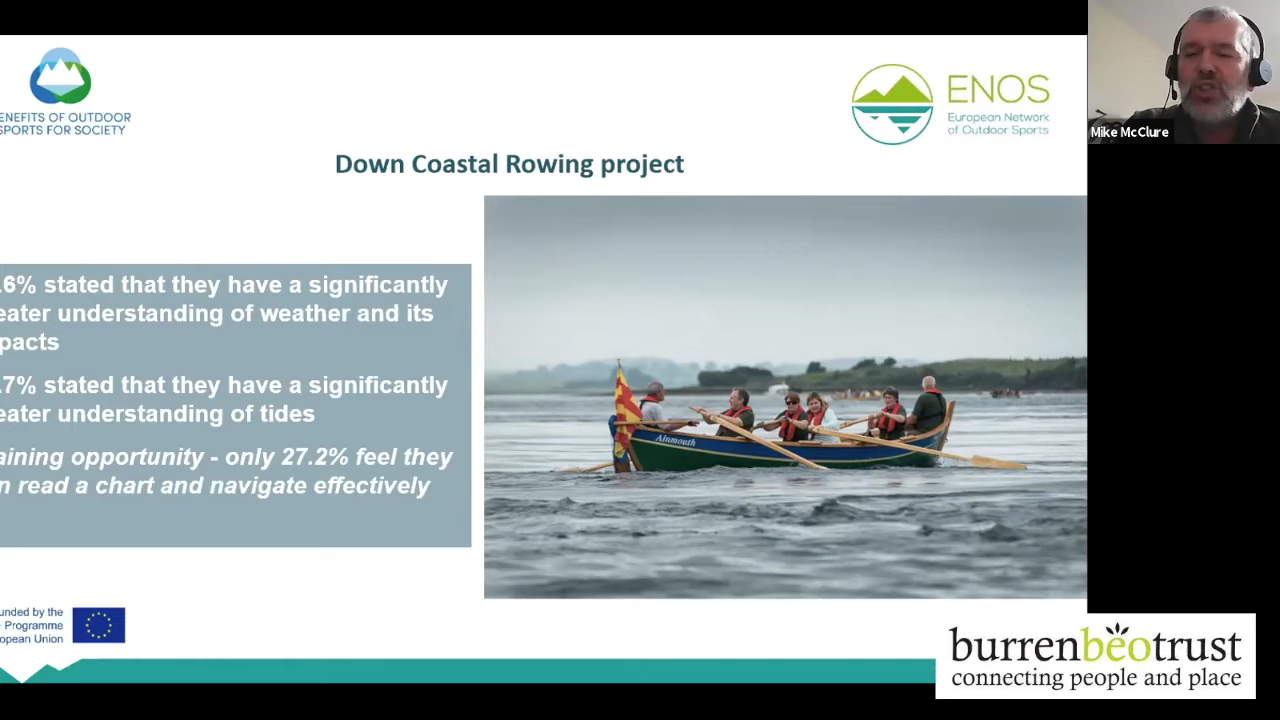 ENEFITS OF OUTDOOR
SPORTS FOR SOCIETY
ENOS
European Network
of Outdoor Sports
Mike McClure
Down Coastal Rowing project
.6% stated that they have a significantly
eater understanding of weather and its
pacts
.7% stated that they have a significantly
eater understanding of tides
aining opportunity - only 27.2% feel they
n read a chart and navigate effectively
Alnmouth
unded by the
+ Programme
ropean Union
burrenbeotrust
connecting people and place